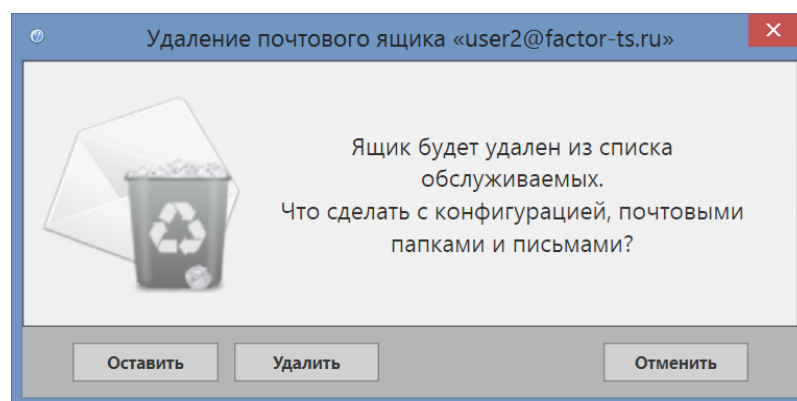 Удаление почтового ящика «user2@factor-ts.ru»
Ящик будет удален из списка
обслуживаемых.
Что сделать с конфигурацией, почтовыми
папками и письмами?
Оставить Удалить Отменить